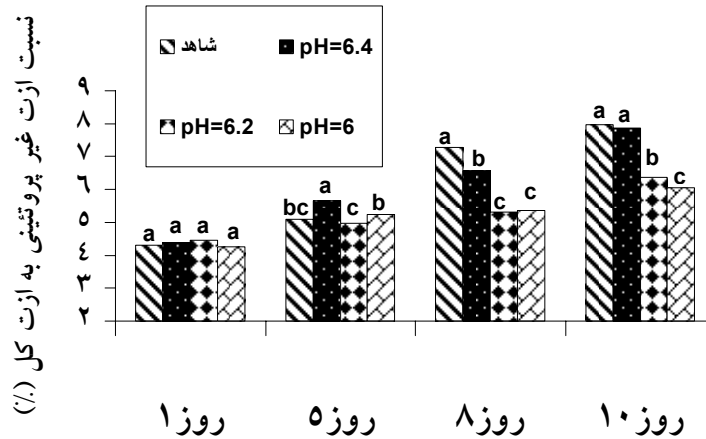 نسبت ازت غیر پروتئینی به ازت کل (٪)
شاهد pH=6.4
pH=6.2 pH=6
۹
۸
۷
۶
۵
٤
۳
۲
a a a a
bc a c b
a b c c
a a b c
روز۱ روز۵ روز۸ روز۱۰